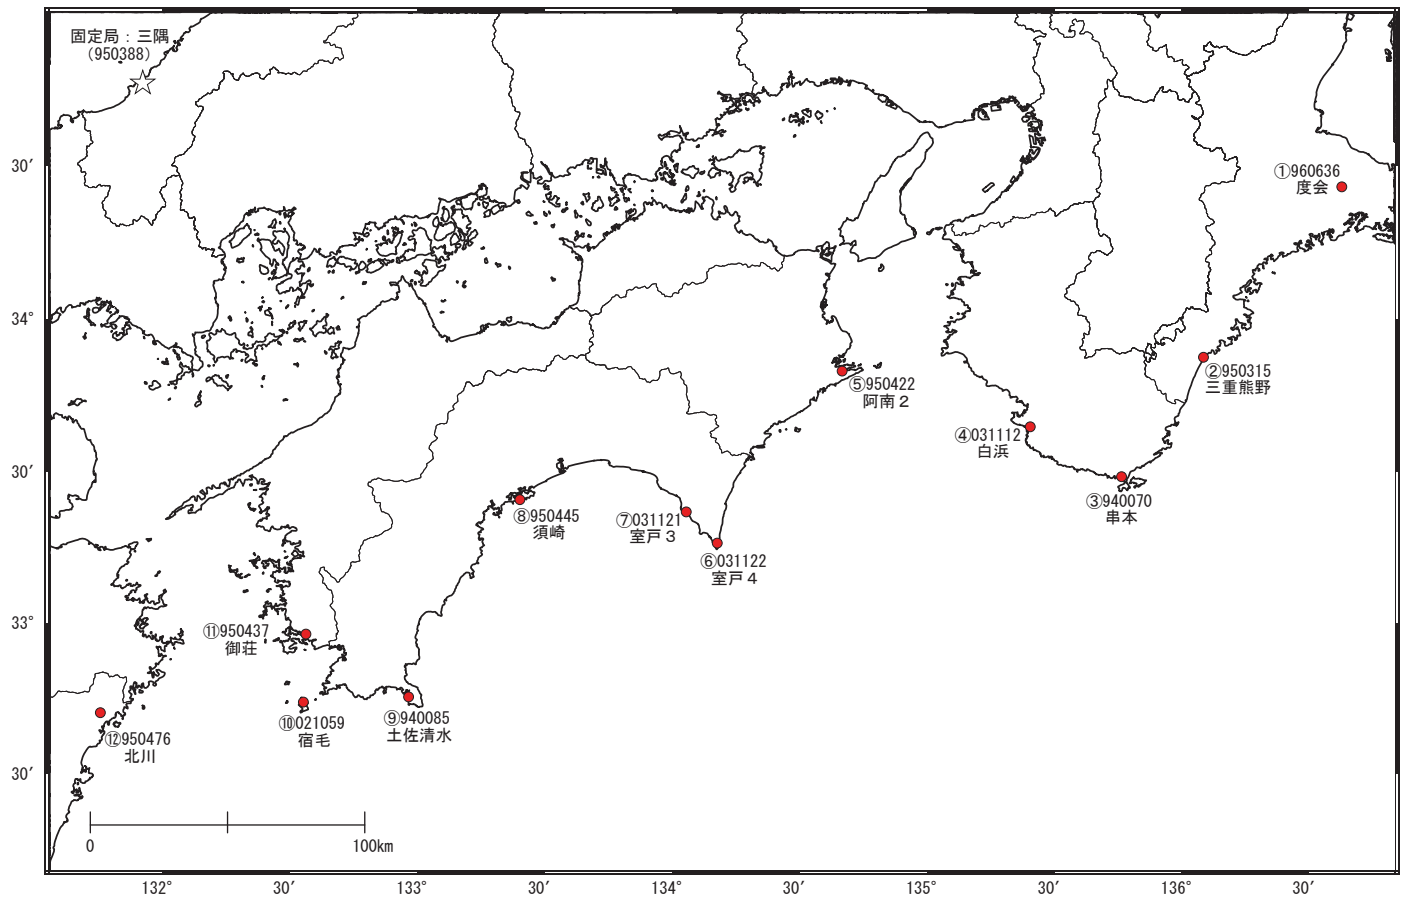 固定局：三隅
（950388）
30′
①960636
度会
34°
②950315
三重熊野
⑤950422
阿南２
④031112
白浜
30′
③940070
串本
⑧950445
須崎
⑦031121
室戸３
⑥031122
室戸４
33°
⑪950437
御荘
⑩021059
宿毛
⑨940085
土佐清水
⑫950476
北川
30′
0 100km
132° 30′ 133° 30′ 134° 30′ 135° 30′ 136° 30′